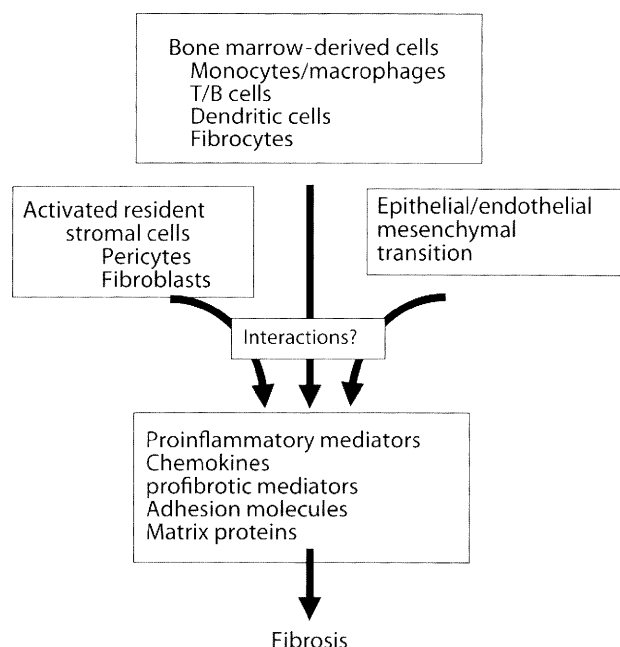 Bone marrow-derived cells
Monocytes/macrophages
T/B cells
Dendritic cells
Fibrocytes
Activated resident
stromal cells
Pericytes
Fibroblasts
Epithelial/endothelial
mesenchymal
transition
Interactions?
Proinflammatory mediators
Chemokines
profibrotic mediators
Adhesion molecules
Matrix proteins
Fibrosis